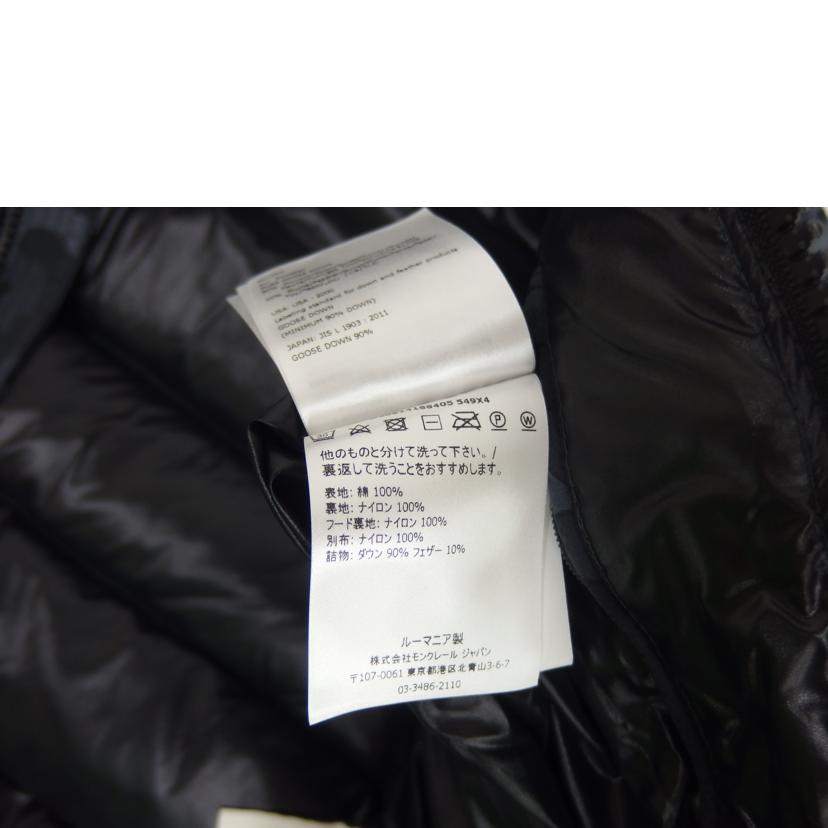 USA: USA - 2000
Labeling standard for down and feather products
GOOSE DOWN
(MINIMUM 90% DOWN)
JAPAN: JIS L 1903 : 2011
GOOSE DOWN 90%
549X4
P W
他のものと分けて洗って下さい。/
裏返して洗うことをおすすめします。
表地: 綿 100%
裏地: ナイロン 100%
フード裏地: ナイロン 100%
別布: ナイロン 100%
詰物: ダウン 90% フェザー 10%
ルーマニア製
株式会社モンクレール ジャパン
〒107-0061 東京都港区北青山3-6-7
03-3486-2110